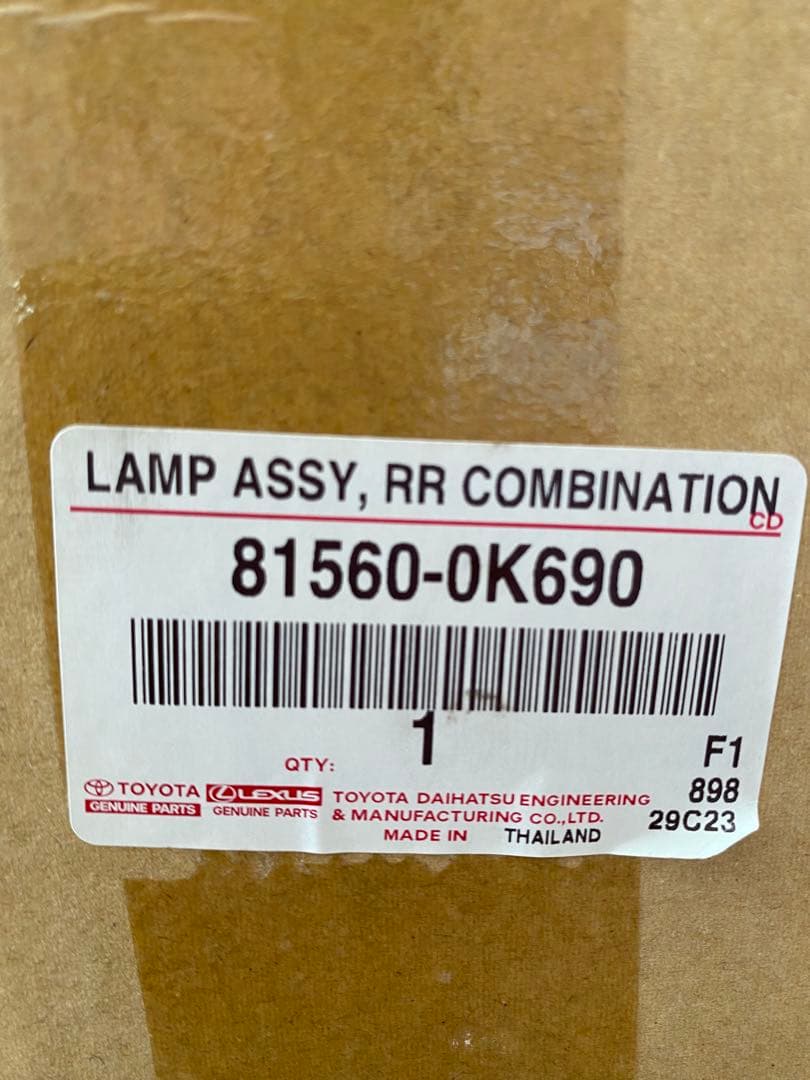 LAMP ASSY, RR COMBINATION
CD
81560-0K690
QTY: 1 F1
TOYOTA LEXUS TOYOTA DAIHATSU ENGINEERING 898
GENUINE PARTS GENUINE PARTS & MANUFACTURING CO.,LTD. 29C23
MADE IN THAILAND